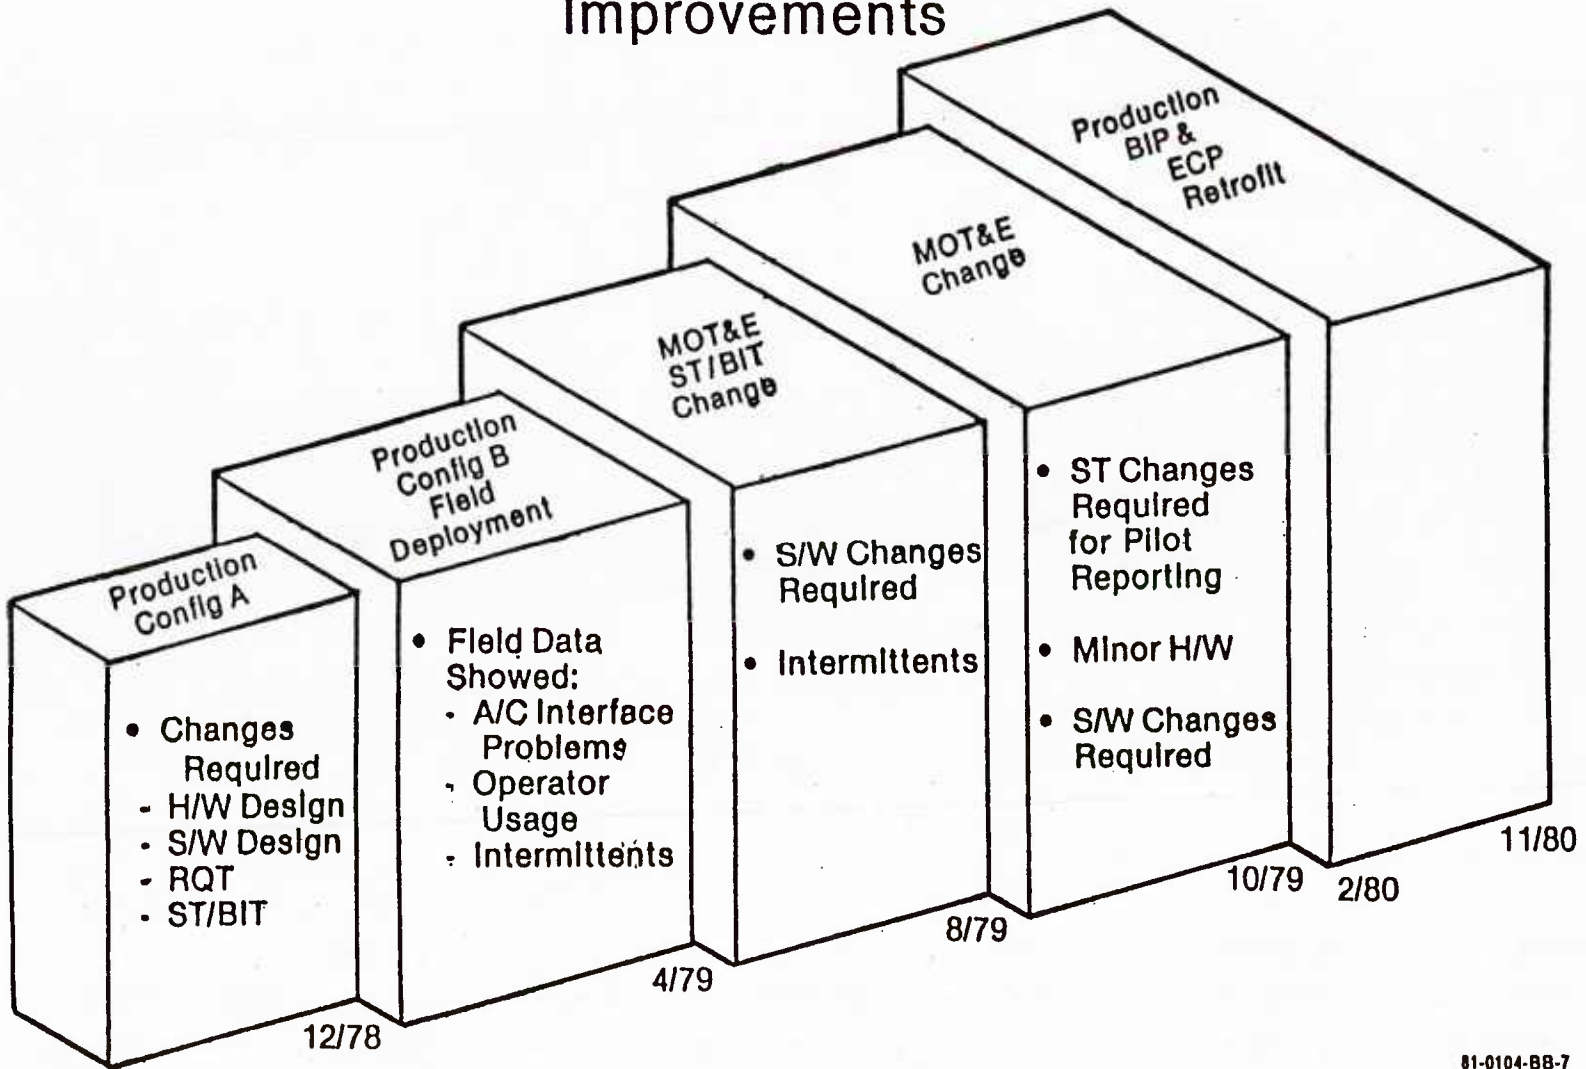 Improvements
Production
Config A
• Changes
Required
- H/W Design
- S/W Design
- RQT
- ST/BIT
12/78
Production
Config B
Field
Deployment
• Field Data
Showed:
- A/C Interface
Problems
- Operator
Usage
- Intermittents
4/79
MOT&E
ST/BIT
Change
• S/W Changes
Required
• Intermittents
8/79
MOT&E
Change
• ST Changes
Required
for Pilot
Reporting
• Minor H/W
• S/W Changes
Required
10/79
Production
BIP &
ECP
Retrofit
2/80
11/80
81-0104-BB-7